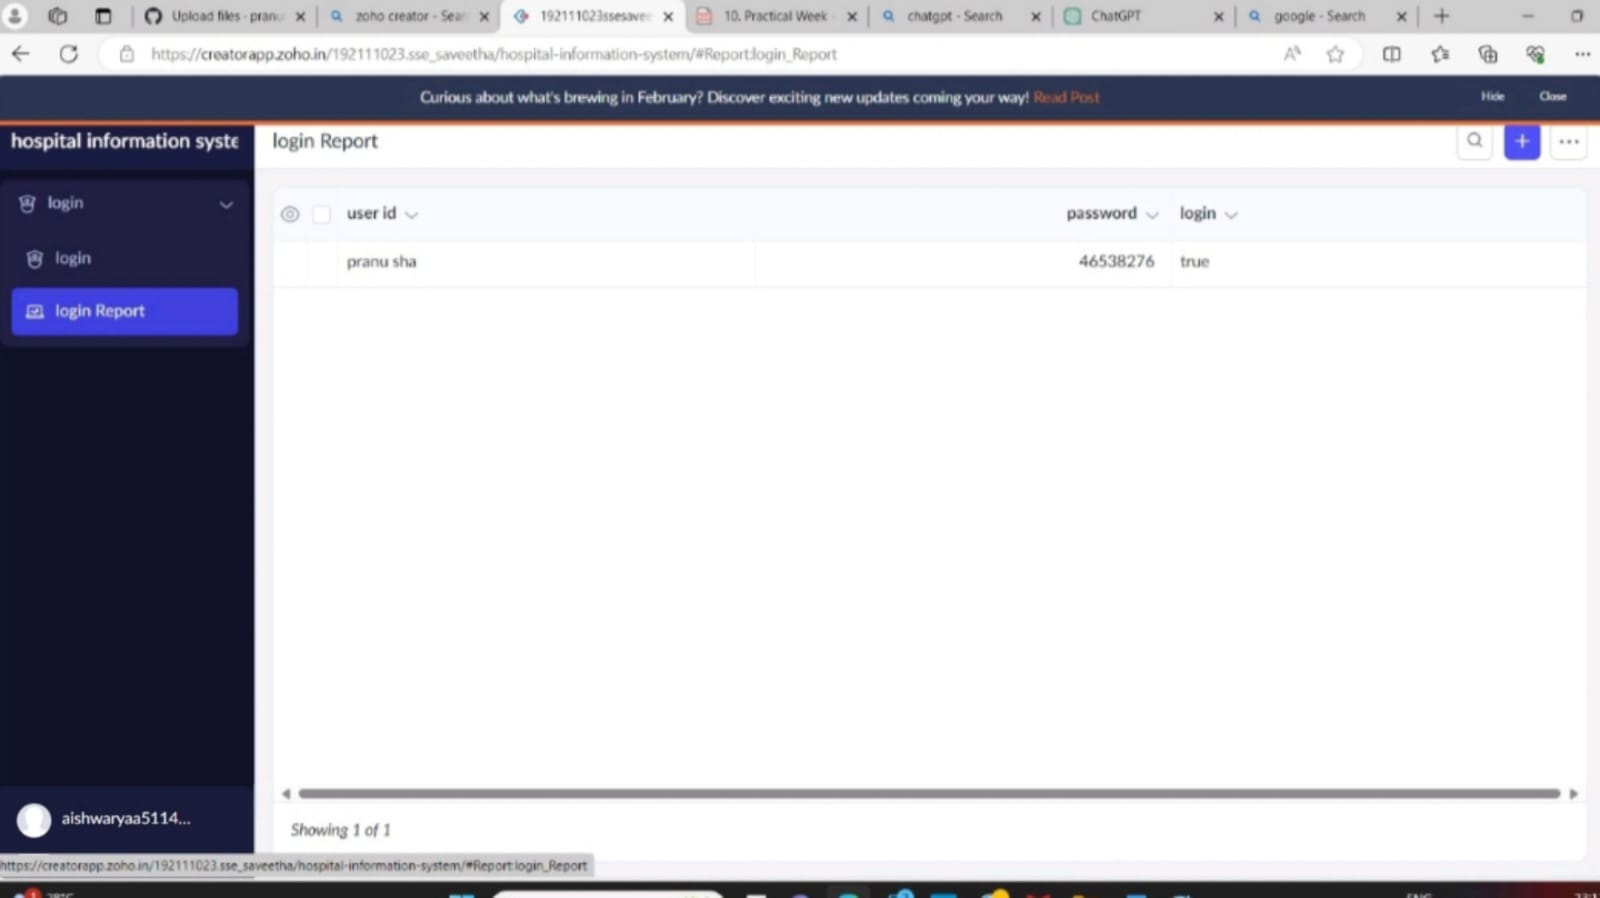 Upload files - pranu
zoho creator - Sear
192111023ssesavee
10. Practical Week -
chatgpt - Search
ChatGPT
google - Search
https://creatorapp.zoho.in/192111023.sse_saveetha/hospital-information-system/#Report:login_Report
Curious about what's brewing in February? Discover exciting new updates coming your way! Read Post
Hide
Close
hospital information syste
login Report
login
user id
password
login
login
pranu sha
46538276
true
login Report
aishwaryaa5114...
Showing 1 of 1
https://creatorapp.zoho.in/192111023.sse_saveetha/hospital-information-system/#Report:login_Report